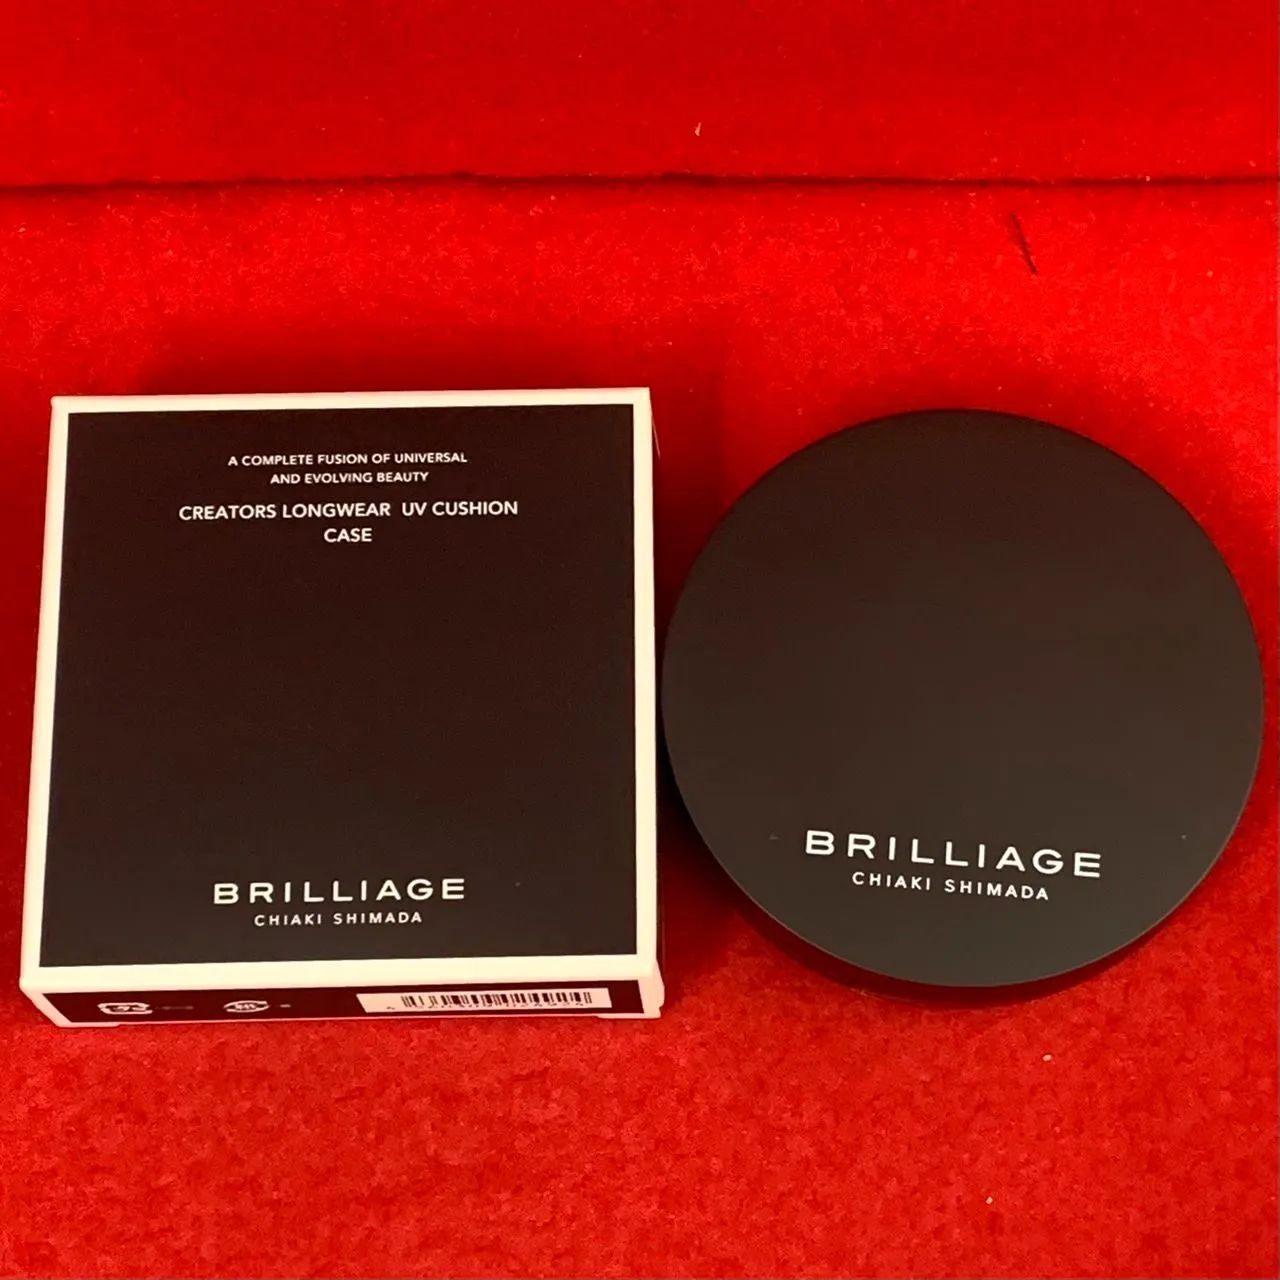 A COMPLETE FUSION OF UNIVERSAL
AND EVOLVING BEAUTY
CREATORS LONGWEAR UV CUSHION
CASE
BRILLIAGE
CHIAKI SHIMADA
BRILLIAGE
CHIAKI SHIMADA